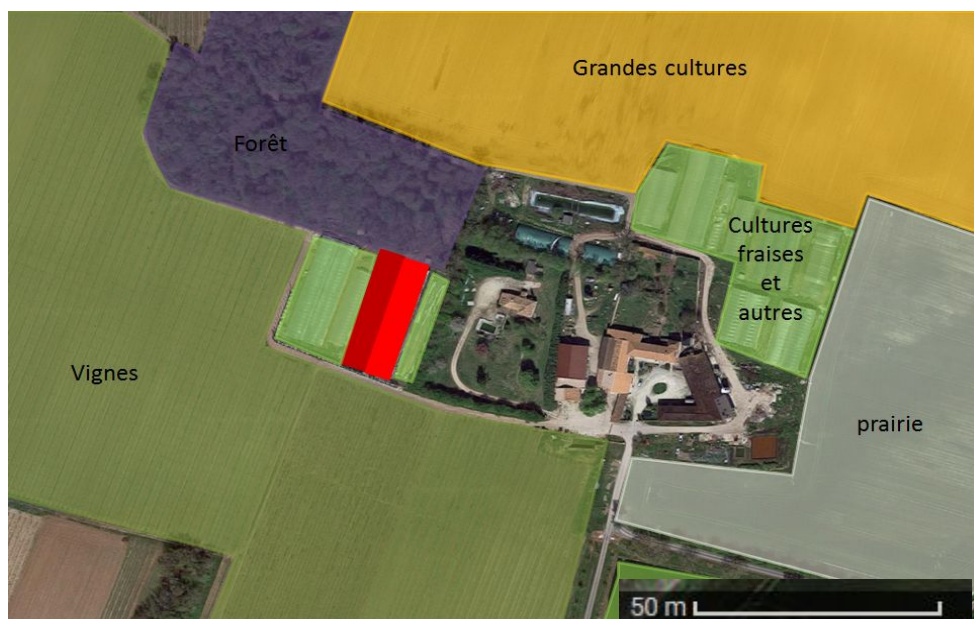 Grandes cultures
Forêt
Cultures
fraises
et
autres
Vignes
prairie
50 m